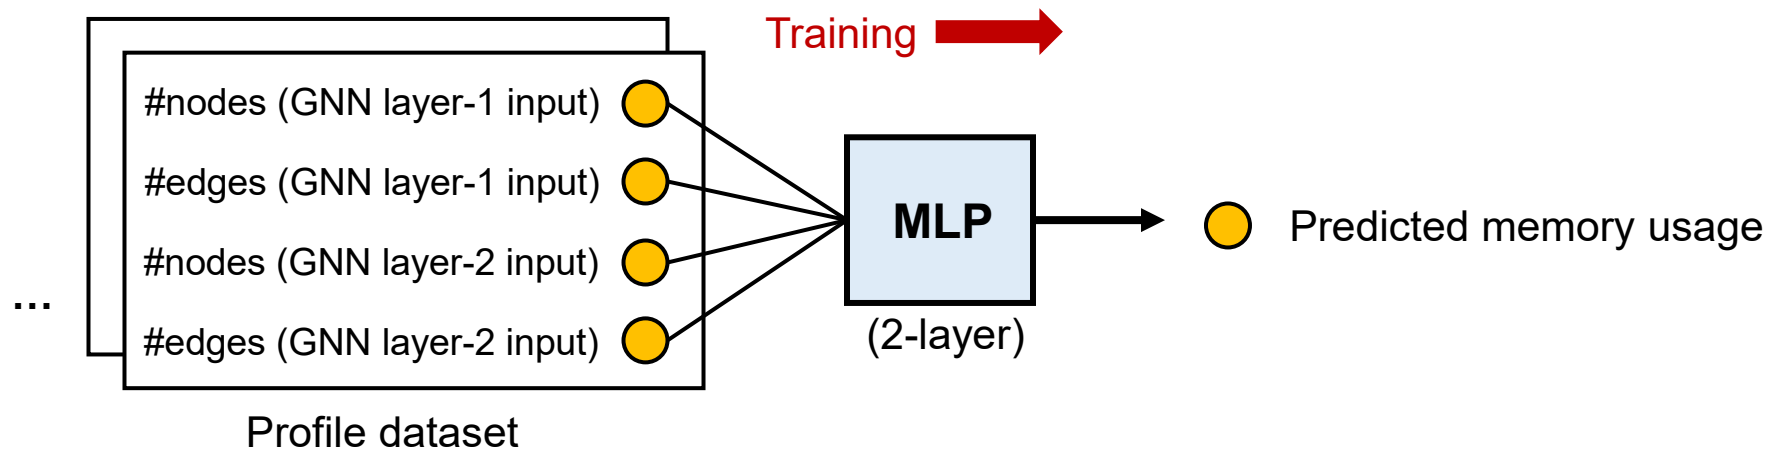 Training
#nodes (GNN layer-1 input)
#edges (GNN layer-1 input)
#nodes (GNN layer-2 input)
#edges (GNN layer-2 input)
...
Profile dataset
MLP
(2-layer)
Predicted memory usage